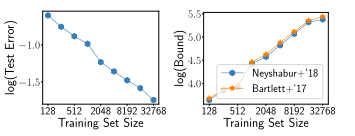 log(Test Error)
−1.0
−1.5
128 512 2048 8192 32768
Training Set Size
log(Bound)
5.5
5.0
4.5
4.0
3.5
Neyshabur+'18
Bartlett+'17
128 512 2048 8192 32768
Training Set Size